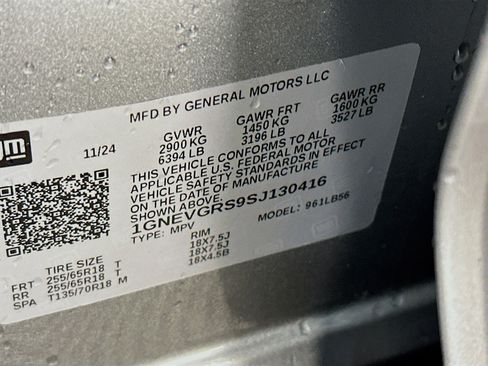 gm
MFD BY GENERAL MOTORS LLC
11/24 GVWR GAWR FRT GAWR RR
2900 KG 1450 KG 1600 KG
6394 LB 3196 LB 3527 LB
THIS VEHICLE CONFORMS TO ALL
APPLICABLE U.S. FEDERAL MOTOR
VEHICLE SAFETY STANDARDS IN EFFECT
ON THE DATE OF MANUFACTURE
SHOWN ABOVE.
1GNEVGRS9SJ130416
TYPE: MPV MODEL: 961LB56
TIRE SIZE RIM
FRT 255/65R18 T 18X7.5J
RR 255/65R18 T 18X7.5J
SPA T135/70R18 M 18X4.5B